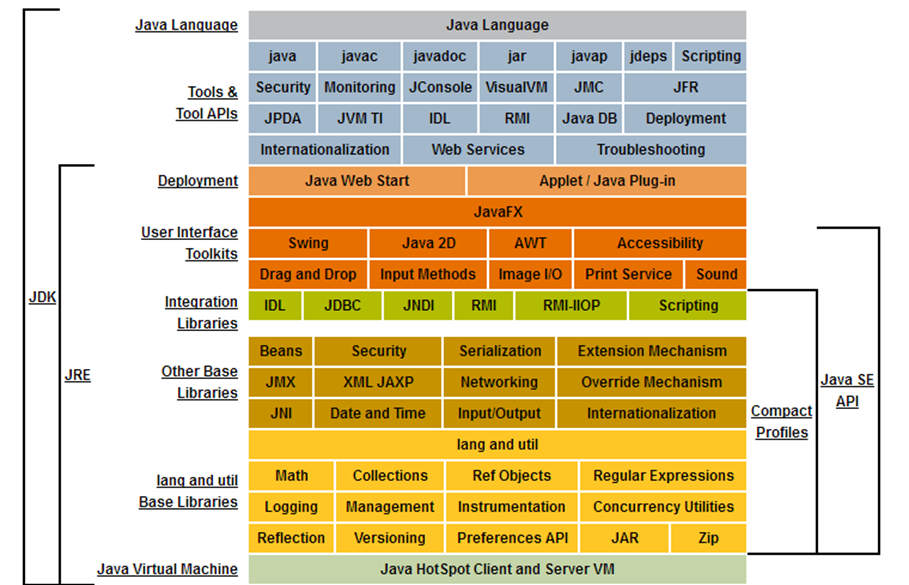 Java Language
Java Language
java javac javadoc jar javap jdeps Scripting
Security Monitoring JConsole VisualVM JMC JFR
Tools &
Tool APIs
JPDA JVM TI IDL RMI Java DB Deployment
Internationalization Web Services Troubleshooting
Deployment
Java Web Start Applet / Java Plug-in
JavaFX
User Interface
Toolkits
Swing Java 2D AWT Accessibility
Drag and Drop Input Methods Image I/O Print Service Sound
JDK
Integration
Libraries
IDL JDBC JNDI RMI RMI-IIOP Scripting
Beans Security Serialization Extension Mechanism
JRE
Other Base
Libraries
JMX XML JAXP Networking Override Mechanism
Java SE
API
JNI Date and Time Input/Output Internationalization
Compact
Profiles
lang and util
lang and util
Base Libraries
Math Collections Ref Objects Regular Expressions
Logging Management Instrumentation Concurrency Utilities
Reflection Versioning Preferences API JAR Zip
Java Virtual Machine
Java HotSpot Client and Server VM